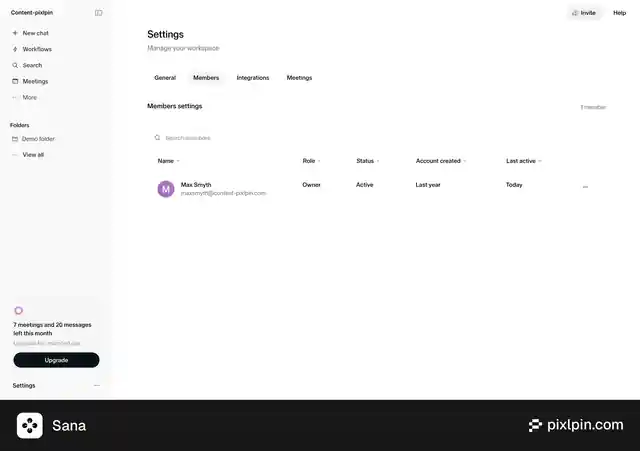 Content-pixlpin
Invite
Help
New chat
Workflows
Search
Meetings
More
Folders
Demo folder
View all
Settings
Manage your workspace
General
Members
Integrations
Meetings
Members settings
1 member
Name
Role
Status
Account created
Last active
M
Max Smyth
Owner
Active
Last year
Today
maxsmyth@content-pixlpin.com
7 meetings and 20 messages
left this month
Upgrade
Settings
Sana
pixlpin.com